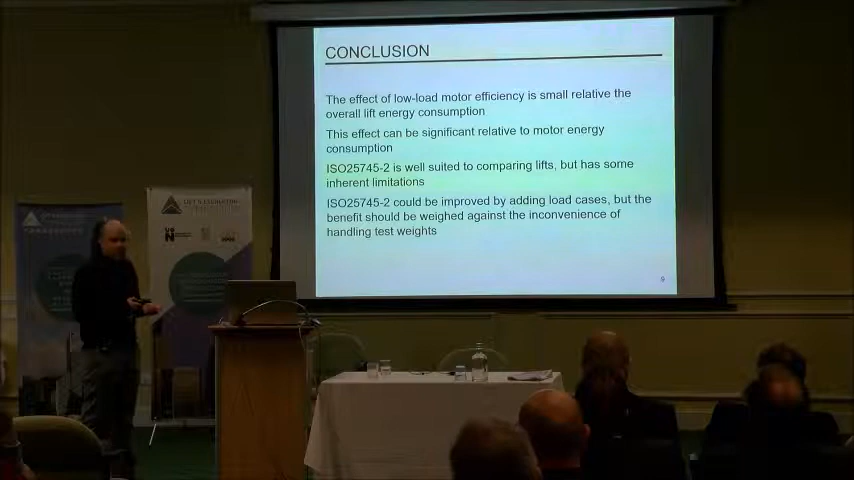 CONCLUSION
The effect of low-load motor efficiency is small relative the
overall lift energy consumption
This effect can be significant relative to motor energy
consumption
ISO25745-2 is well suited to comparing lifts, but has some
inherent limitations
ISO25745-2 could be improved by adding load cases, but the
benefit should be weighed against the inconvenience of
handling test weights
9